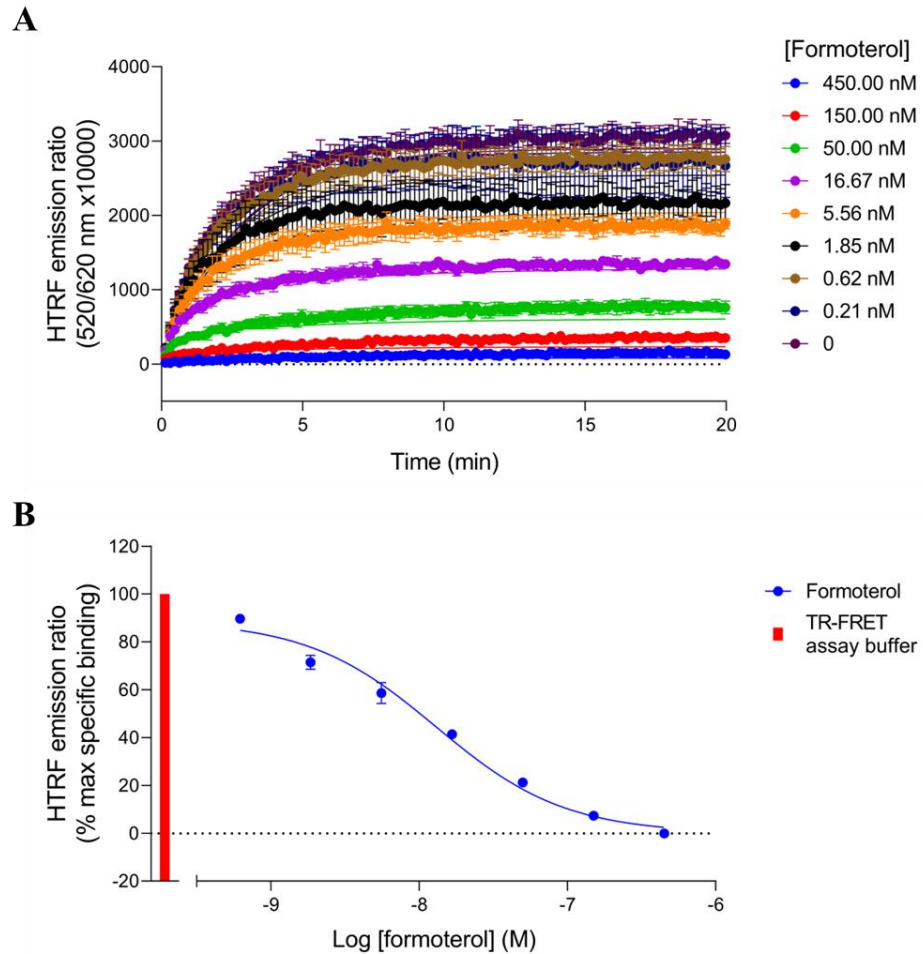 A
HTRF emission ratio
(520/620 nm x10000)
4000
3000
2000
1000
0
0
5
10
15
20
Time (min)
[Formoterol]
450.00 nM
150.00 nM
50.00 nM
16.67 nM
5.56 nM
1.85 nM
0.62 nM
0.21 nM
0
B
HTRF emission ratio
(% max specific binding)
120
100
80
60
40
20
0
-20
-9
-8
-7
-6
Log [formoterol] (M)
Formoterol
TR-FRET
assay buffer